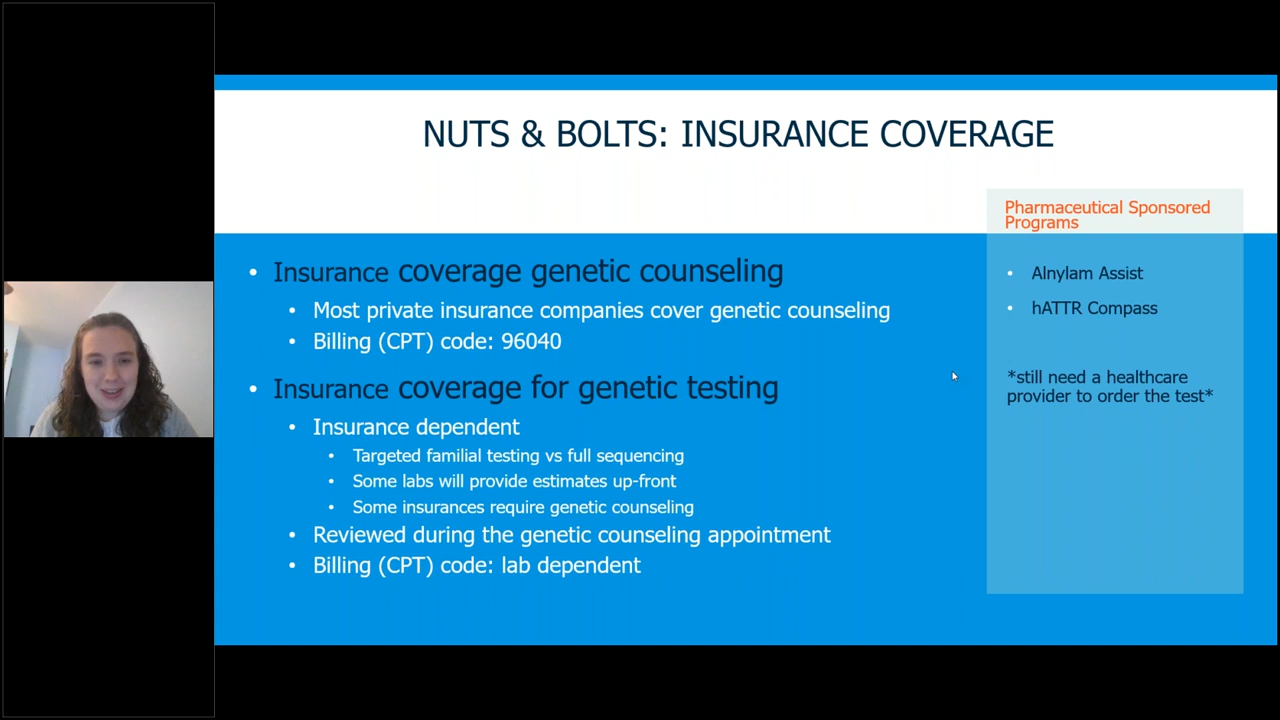 NUTS & BOLTS: INSURANCE COVERAGE
• Insurance coverage genetic counseling
• Most private insurance companies cover genetic counseling
• Billing (CPT) code: 96040
• Insurance coverage for genetic testing
• Insurance dependent
• Targeted familial testing vs full sequencing
• Some labs will provide estimates up-front
• Some insurances require genetic counseling
• Reviewed during the genetic counseling appointment
• Billing (CPT) code: lab dependent
Pharmaceutical Sponsored
Programs
• Alnylam Assist
• hATTR Compass
*still need a healthcare
provider to order the test*